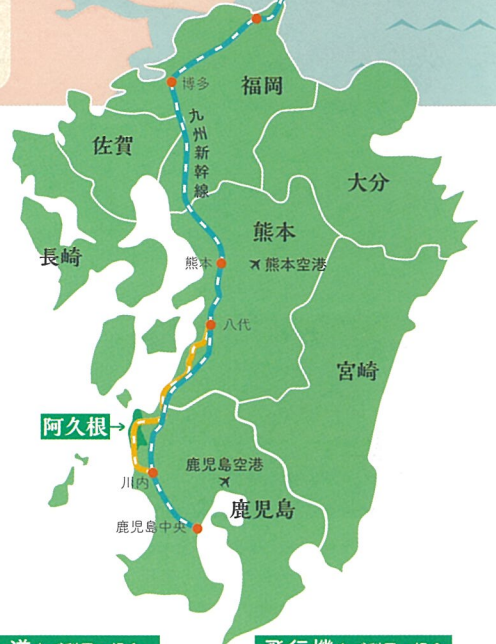 博多
福岡
九州新幹線
佐賀
大分
熊本
長崎
熊本
熊本空港
八代
宮崎
阿久根
鹿児島空港
川内
鹿児島
鹿児島中央